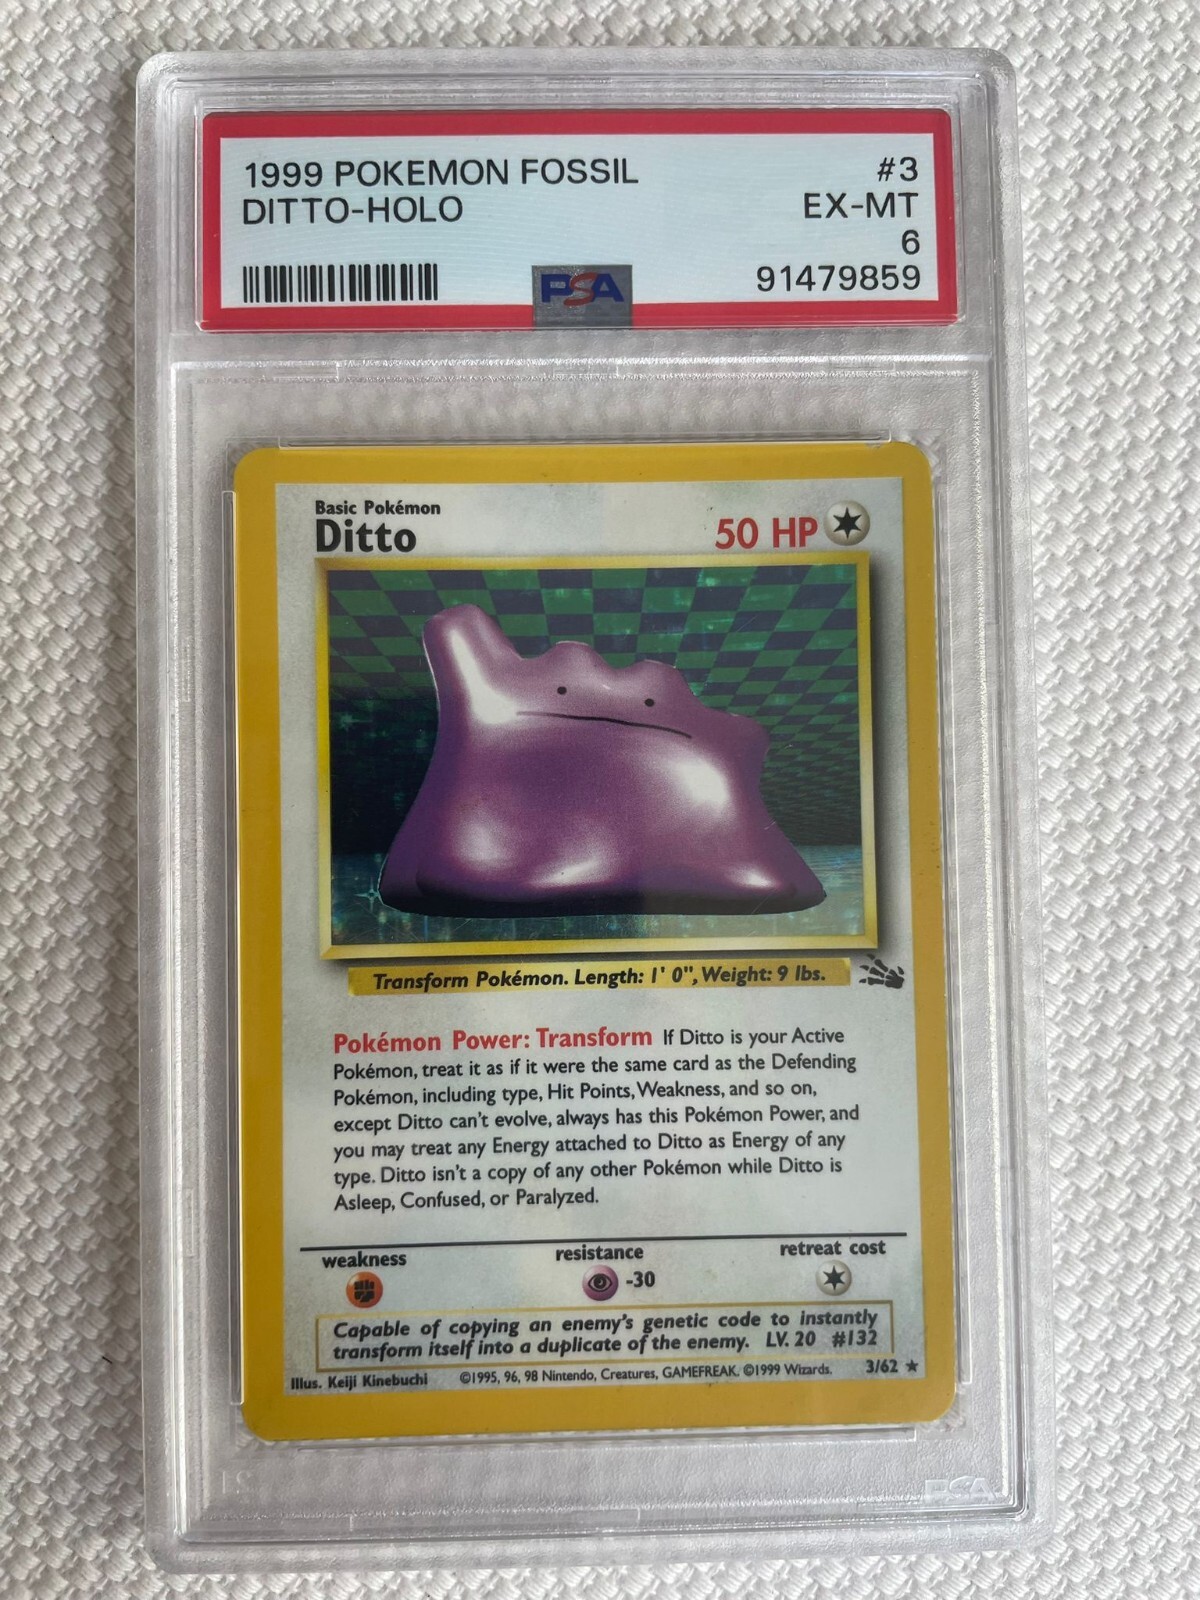 1999 POKEMON FOSSIL #3
DITTO-HOLO EX-MT
6
PSA 91479859
Basic Pokémon
Ditto 50 HP
Transform Pokémon. Length: 1' 0", Weight: 9 lbs.
Pokémon Power: Transform If Ditto is your Active
Pokémon, treat it as if it were the same card as the Defending
Pokémon, including type, Hit Points, Weakness, and so on,
except Ditto can't evolve, always has this Pokémon Power, and
you may treat any Energy attached to Ditto as Energy of any
type. Ditto isn't a copy of any other Pokémon while Ditto is
Asleep, Confused, or Paralyzed.
weakness resistance retreat cost
-30
Capable of copying an enemy's genetic code to instantly
transform itself into a duplicate of the enemy. LV. 20 #132
Illus. Keiji Kinebuchi ©1995, 96, 98 Nintendo, Creatures, GAMEFREAK. ©1999 Wizards. 3/62 ★
PSA